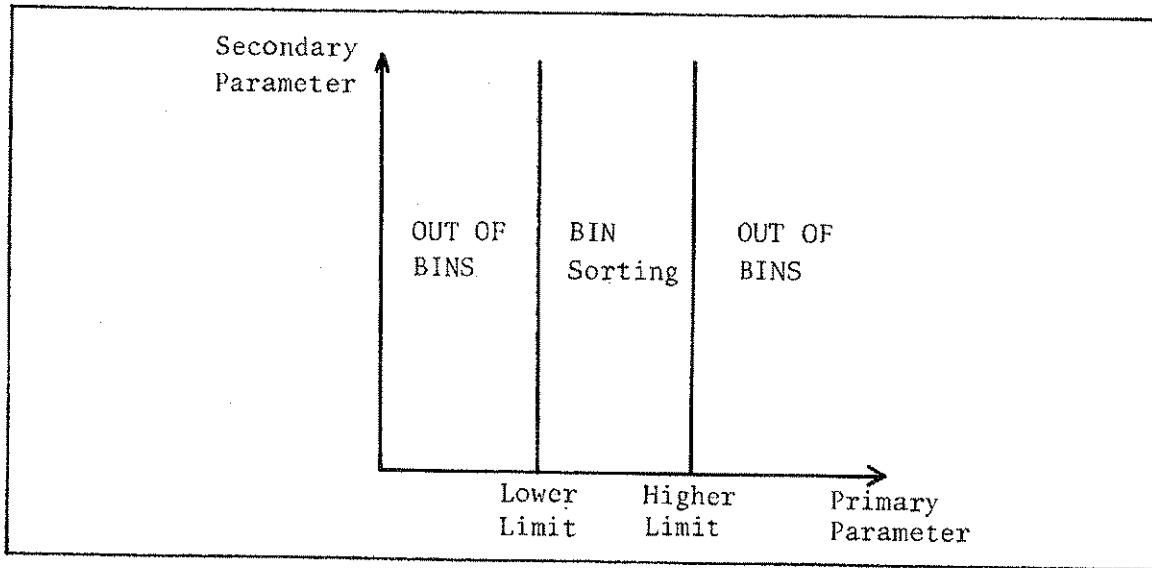 Secondary
Parameter
OUT OF
BINS
BIN
Sorting
OUT OF
BINS
Lower
Limit
Higher
Limit
Primary
Parameter